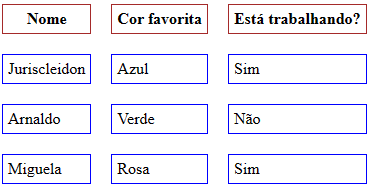 Nome Cor favorita Está trabalhando?
Juriscleidon Azul Sim
Arnaldo Verde Não
Miguela Rosa Sim